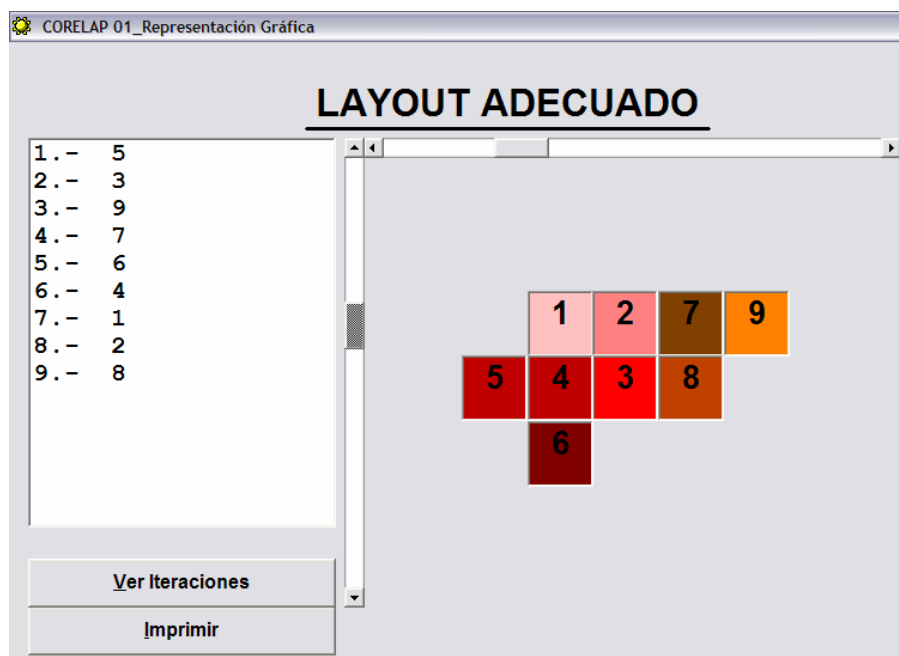 CORELAP 01_Representación Gráfica
LAYOUT ADECUADO
1.- 5
2.- 3
3.- 9
4.- 7
5.- 6
6.- 4
7.- 1
8.- 2
9.- 8
1 2 7 9
5 4 3 8
6
Ver Iteraciones
Imprimir